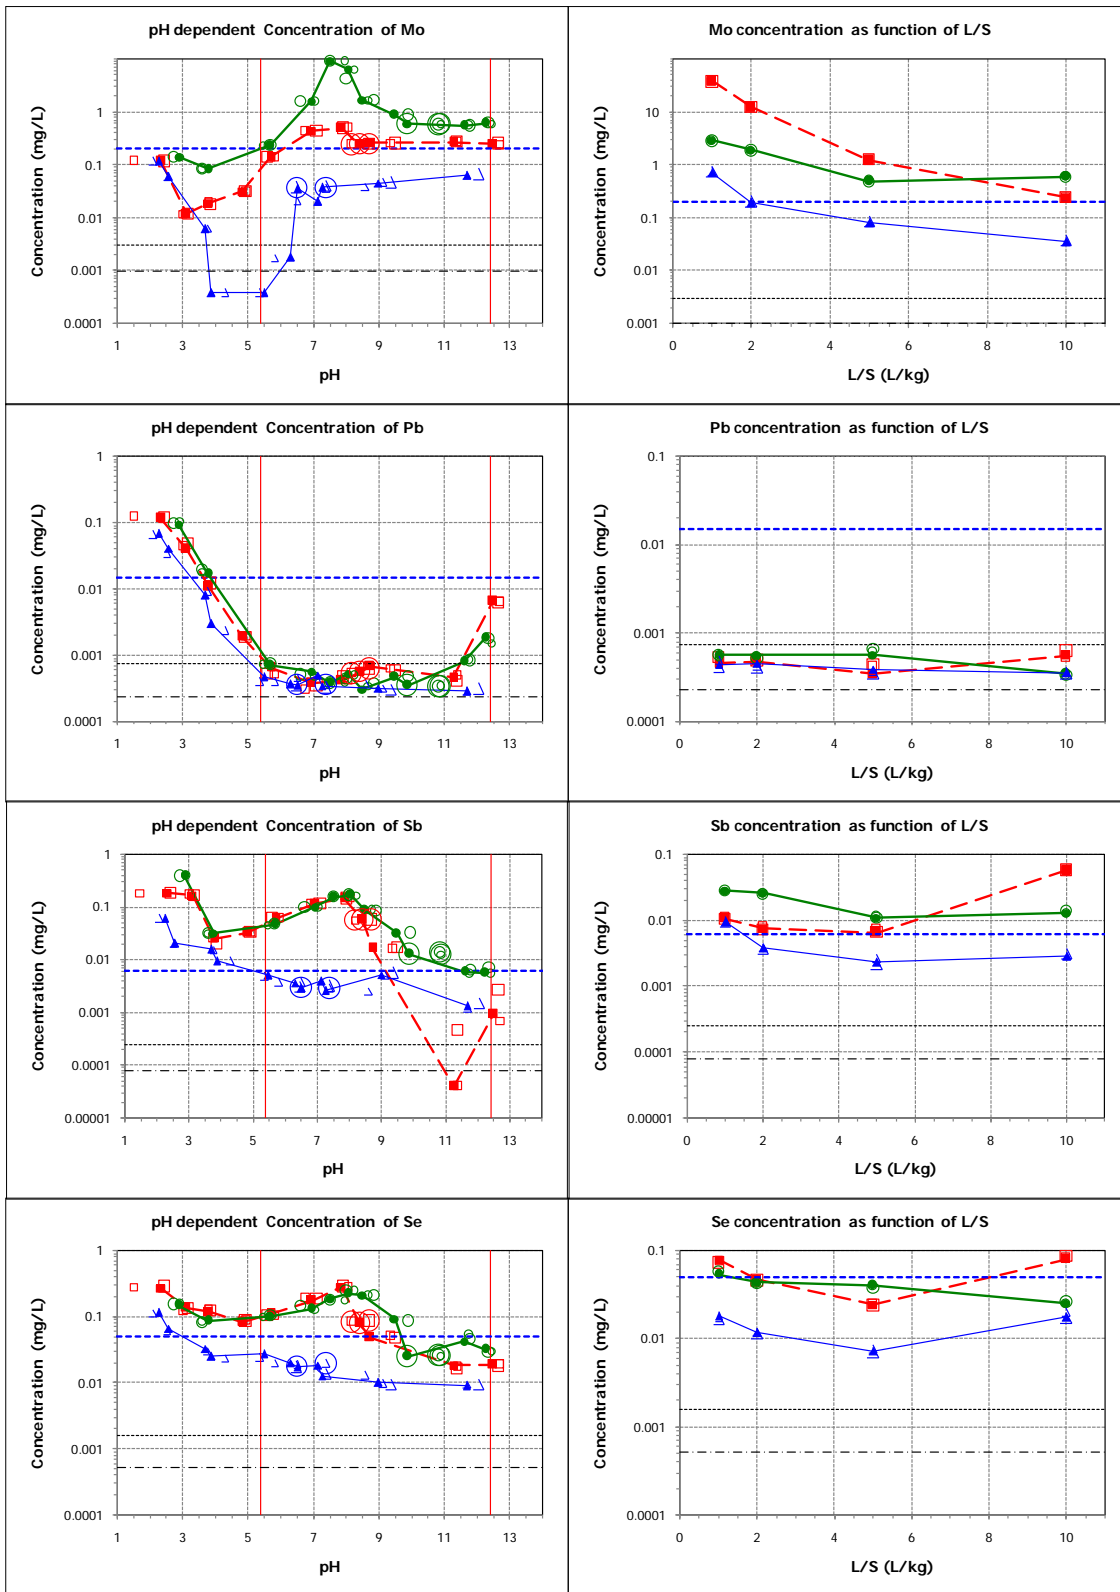 pH dependent Concentration of Mo
Concentration (mg/L)
1
0.1
0.01
0.001
0.0001
1 3 5 7 9 11 13
pH
Mo concentration as function of L/S
Concentration (mg/L)
10
1
0.1
0.01
0.001
0 2 4 6 8 10
L/S (L/kg)
pH dependent Concentration of Pb
Concentration (mg/L)
1
0.1
0.01
0.001
0.0001
1 3 5 7 9 11 13
pH
Pb concentration as function of L/S
Concentration (mg/L)
0.1
0.01
0.001
0.0001
0 2 4 6 8 10
L/S (L/kg)
pH dependent Concentration of Sb
Concentration (mg/L)
1
0.1
0.01
0.001
0.0001
0.00001
1 3 5 7 9 11 13
pH
Sb concentration as function of L/S
Concentration (mg/L)
0.1
0.01
0.001
0.0001
0.00001
0 2 4 6 8 10
L/S (L/kg)
pH dependent Concentration of Se
Concentration (mg/L)
1
0.1
0.01
0.001
0.0001
1 3 5 7 9 11 13
pH
Se concentration as function of L/S
Concentration (mg/L)
0.1
0.01
0.001
0.0001
0 2 4 6 8 10
L/S (L/kg)